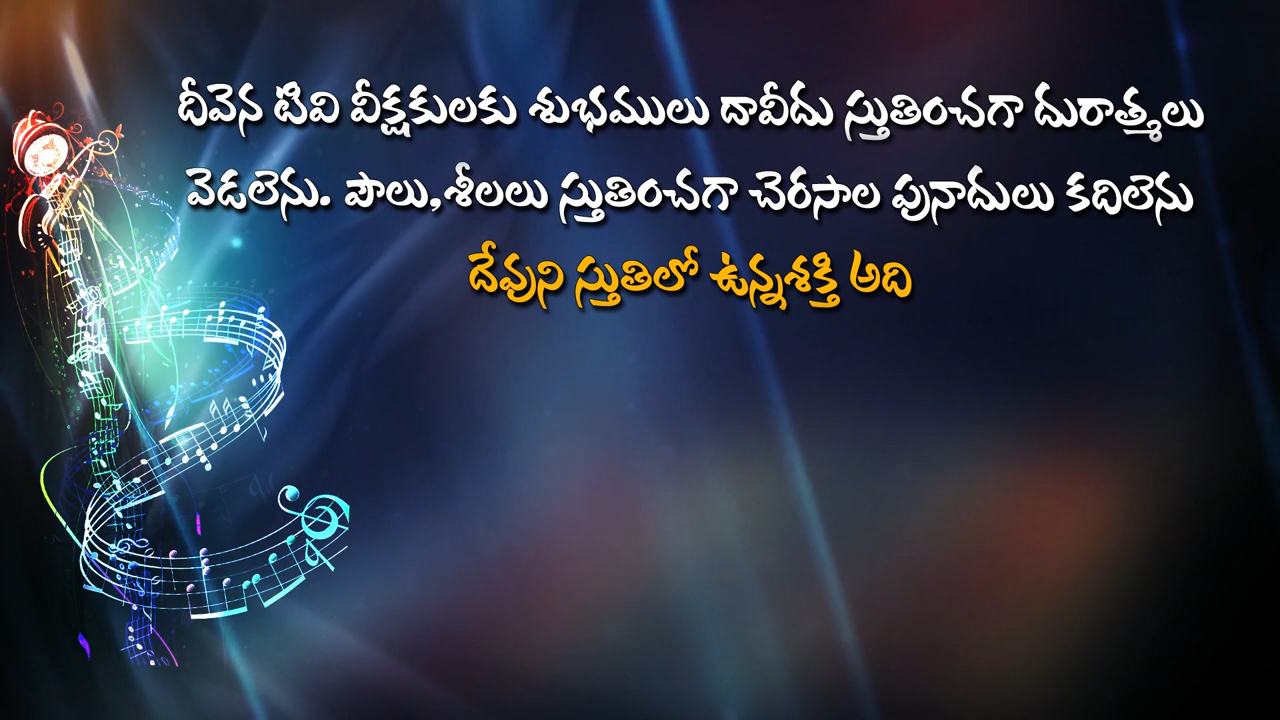 దీవెన టివి వీక్షకులకు శుభములు దావీదు స్తుతించగా దురాత్మలు
వెడలెను. పౌలు,శీలలు స్తుతించగా చెరసాల పునాదులు కదిలెను
దేవుని స్తుతిలో ఉన్నశక్తి అది